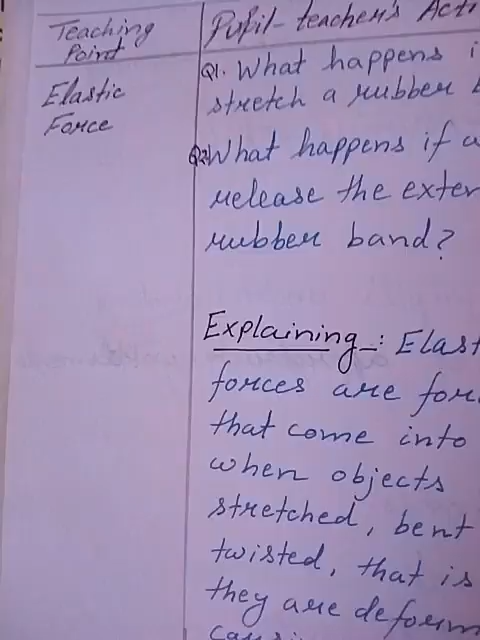 Teaching Point
Pupil-teacher's Acti
Elastic
Force
Q1. What happens i
stretch a rubber
Q2 What happens if
release the exter
rubber band?
Explaining-: Elast
forces are for
that come into
when objects
stretched, bent
twisted, that is
they are deform